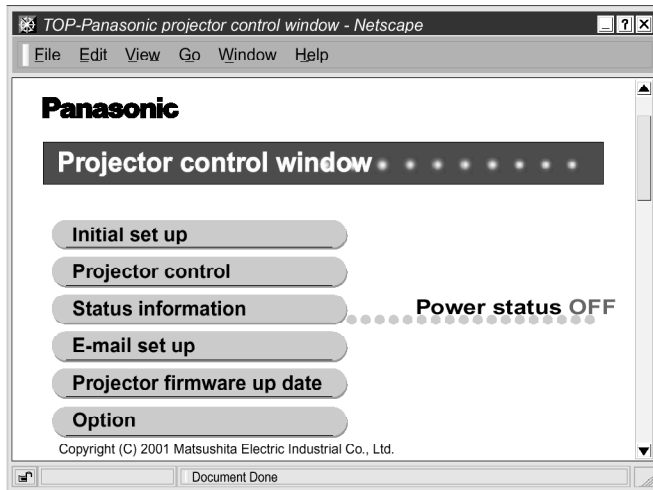 TOP-Panasonic projector control window - Netscape
File Edit View Go Window Help
Panasonic
Projector control window
Initial set up
Projector control
Status information
Power status OFF
E-mail set up
Projector firmware up date
Option
Copyright (C) 2001 Matsushita Electric Industrial Co., Ltd.
Document Done